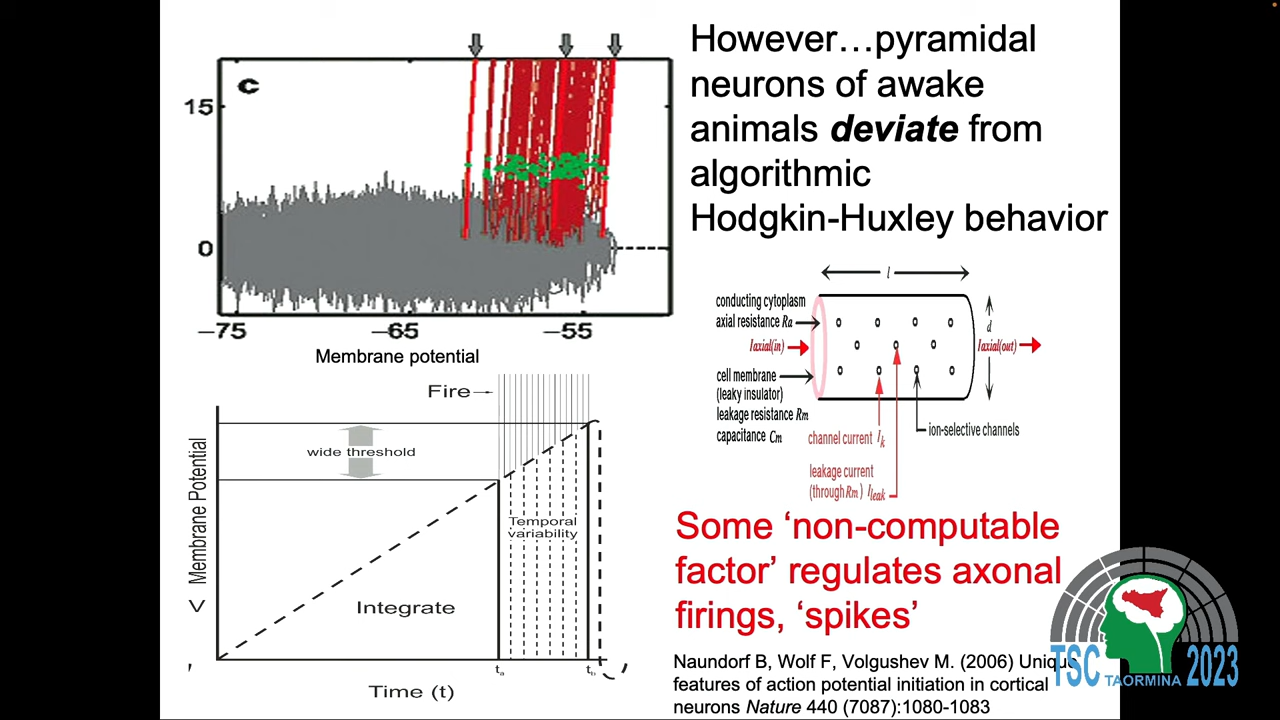 However…pyramidal
neurons of awake
animals deviate from
algorithmic
Hodgkin-Huxley behavior
c
15
0
−75
−65
−55
Membrane potential
Fire
wide threshold
Temporal
variability
Integrate
< Membrane Potential
Time (t)
l
d
conducting cytoplasm
axial resistance Ra
Iaxial(in)
Iaxial(out)
cell membrane
(leaky insulator)
leakage resistance Rm
capacitance Cm
channel current Ik
ion-selective channels
leakage current
(through Rm) Ileak
Some ‘non-computable
factor’ regulates axonal
firings, ‘spikes’
Naundorf B, Wolf F, Volgushev M. (2006) Unique
features of action potential initiation in cortical
neurons Nature 440 (7087):1080-1083
TSC TAORMINA 2023